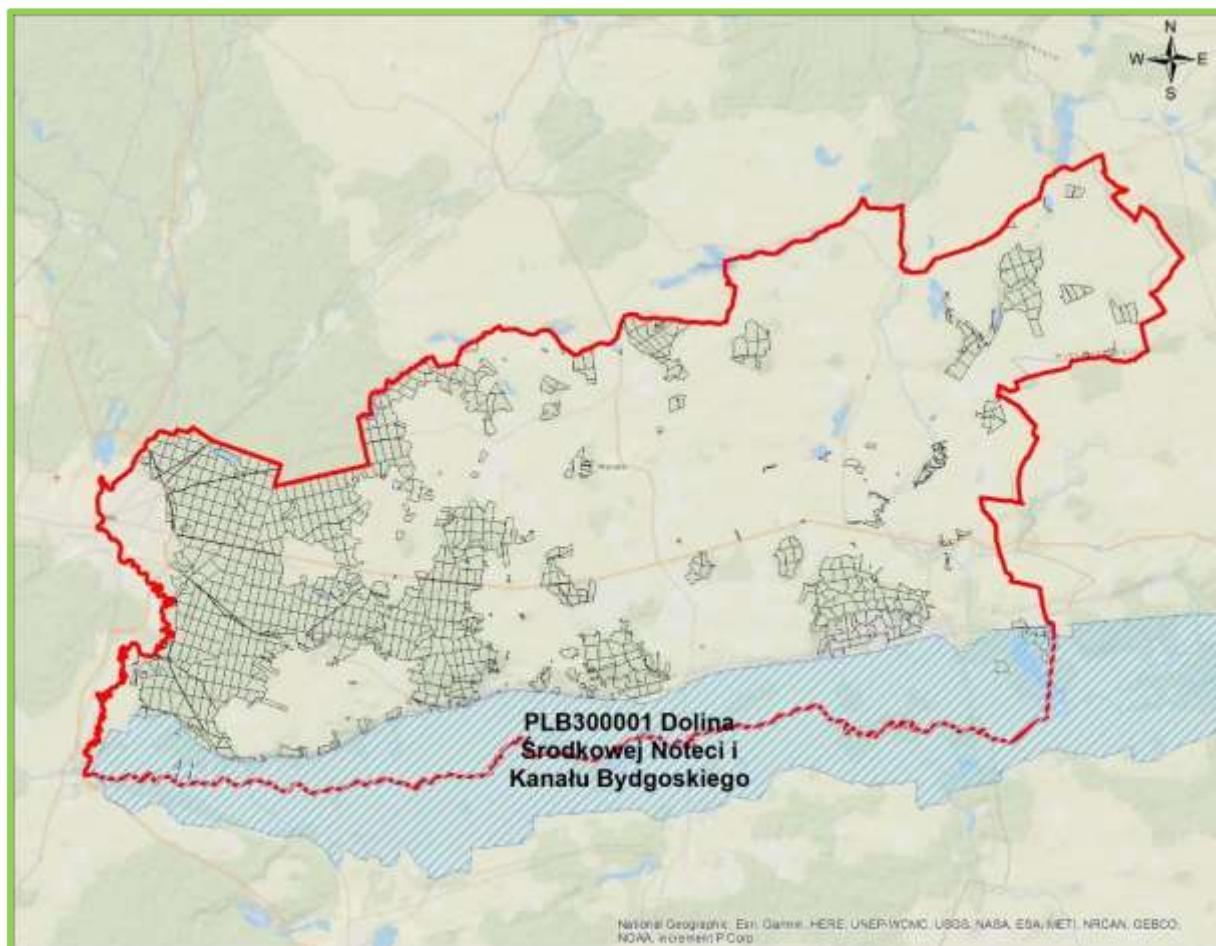 N
W E
S
PLB300001 Dolina
Środkowej Noteci i
Kanału Bydgoskiego
National Geographic, Esri, Garmin, HERE, UNEP-WCMC, USGS, NASA, ESA, METI, NRCAN, GEBCO,
NOAA, increment P Corp.